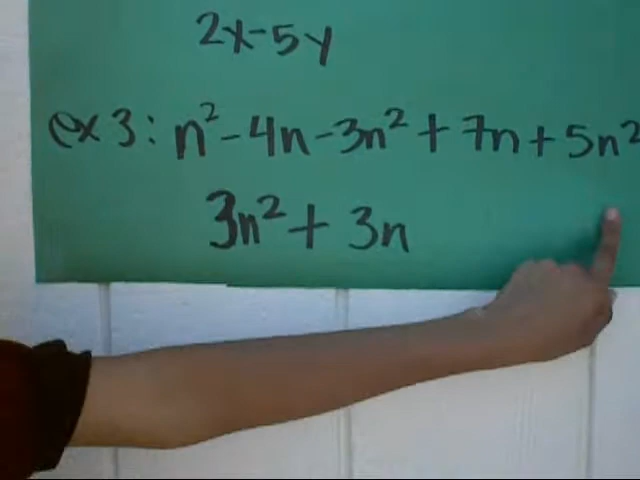 2x-5y
ex 3: n² - 4n - 3n² + 7n + 5n²
3n² + 3n